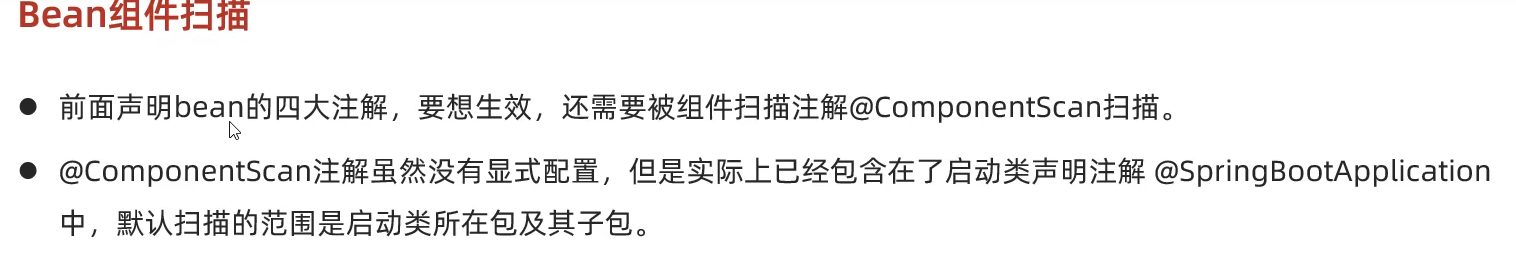 Bean组件扫描
● 前面声明bean的四大注解，要想生效，还需要被组件扫描注解@ComponentScan扫描。
● @ComponentScan注解虽然没有显式配置，但是实际上已经包含在了启动类声明注解 @SpringBootApplication
中，默认扫描的范围是启动类所在包及其子包。